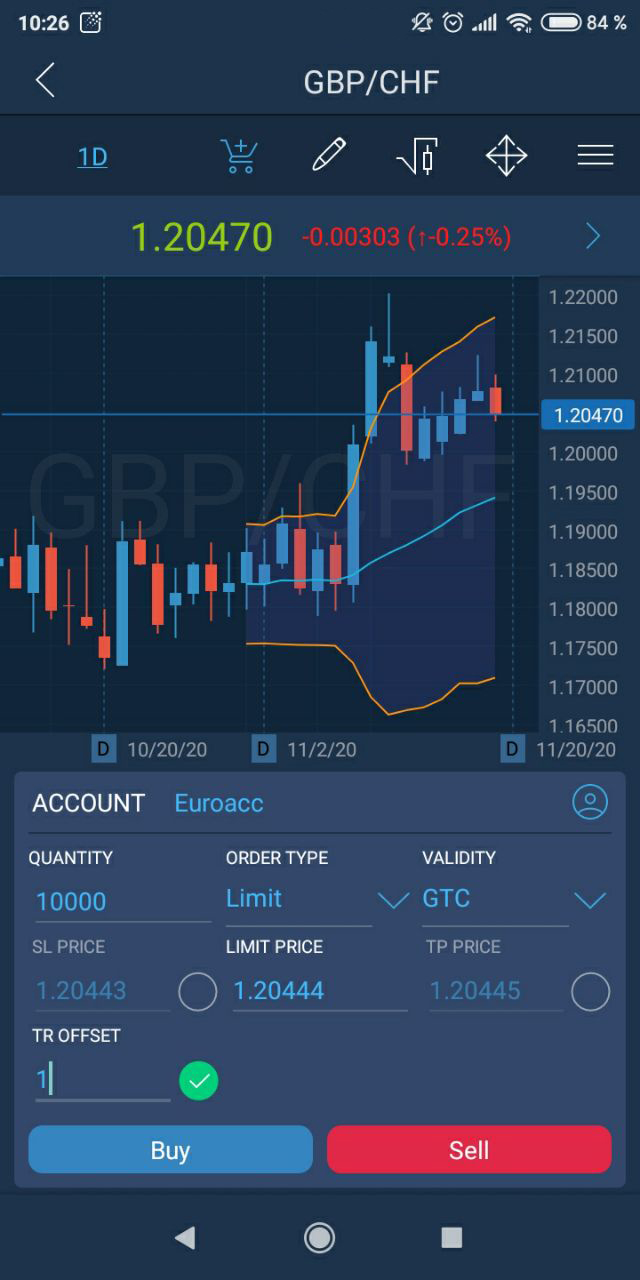 10:26 84 %
GBP/CHF
1D
1.20470 -0.00303 (↑-0.25%)
GBP/CHF
1.22000
1.21500
1.21000
1.20470
1.20000
1.19500
1.19000
1.18500
1.18000
1.17500
1.17000
1.16500
D 10/20/20 D 11/2/20 D 11/20/20
ACCOUNT Euroacc
QUANTITY ORDER TYPE VALIDITY
10000 Limit GTC
SL PRICE LIMIT PRICE TP PRICE
1.20443 1.20444 1.20445
TR OFFSET
1
Buy Sell